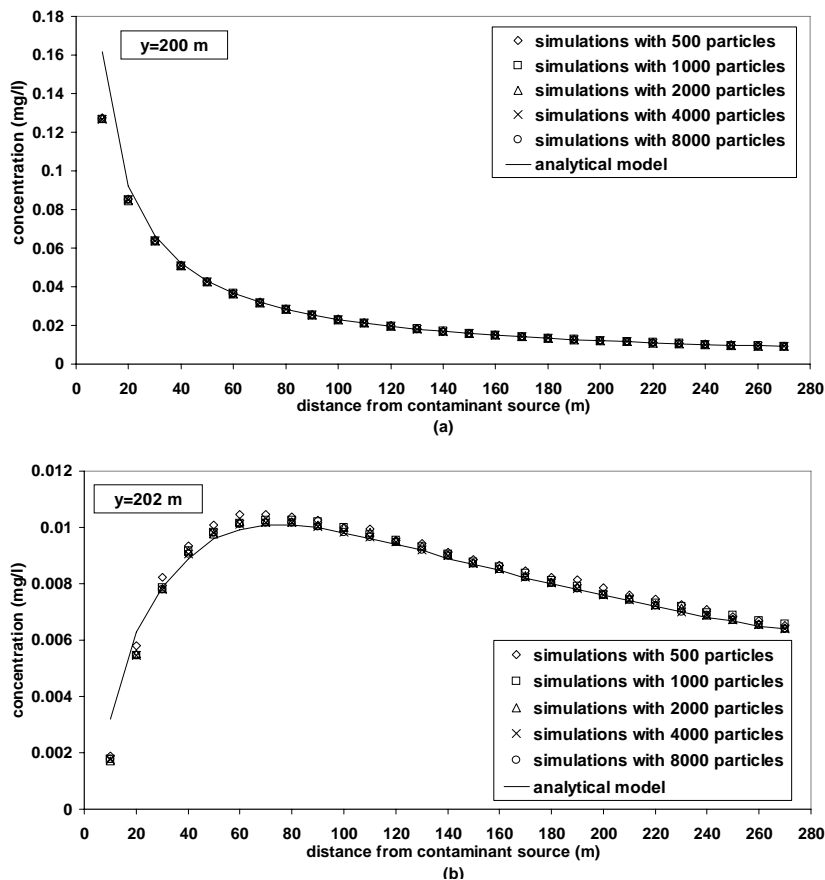 0.18
0.16
0.14
0.12
0.1
0.08
0.06
0.04
0.02
0
concentration (mg/l)
y=200 m
simulations with 500 particles
simulations with 1000 particles
simulations with 2000 particles
simulations with 4000 particles
simulations with 8000 particles
analytical model
0 20 40 60 80 100 120 140 160 180 200 220 240 260 280
distance from contaminant source (m)
(a)
0.012
0.01
0.008
0.006
0.004
0.002
0
concentration (mg/l)
y=202 m
simulations with 500 particles
simulations with 1000 particles
simulations with 2000 particles
simulations with 4000 particles
simulations with 8000 particles
analytical model
0 20 40 60 80 100 120 140 160 180 200 220 240 260 280
distance from contaminant source (m)
(b)